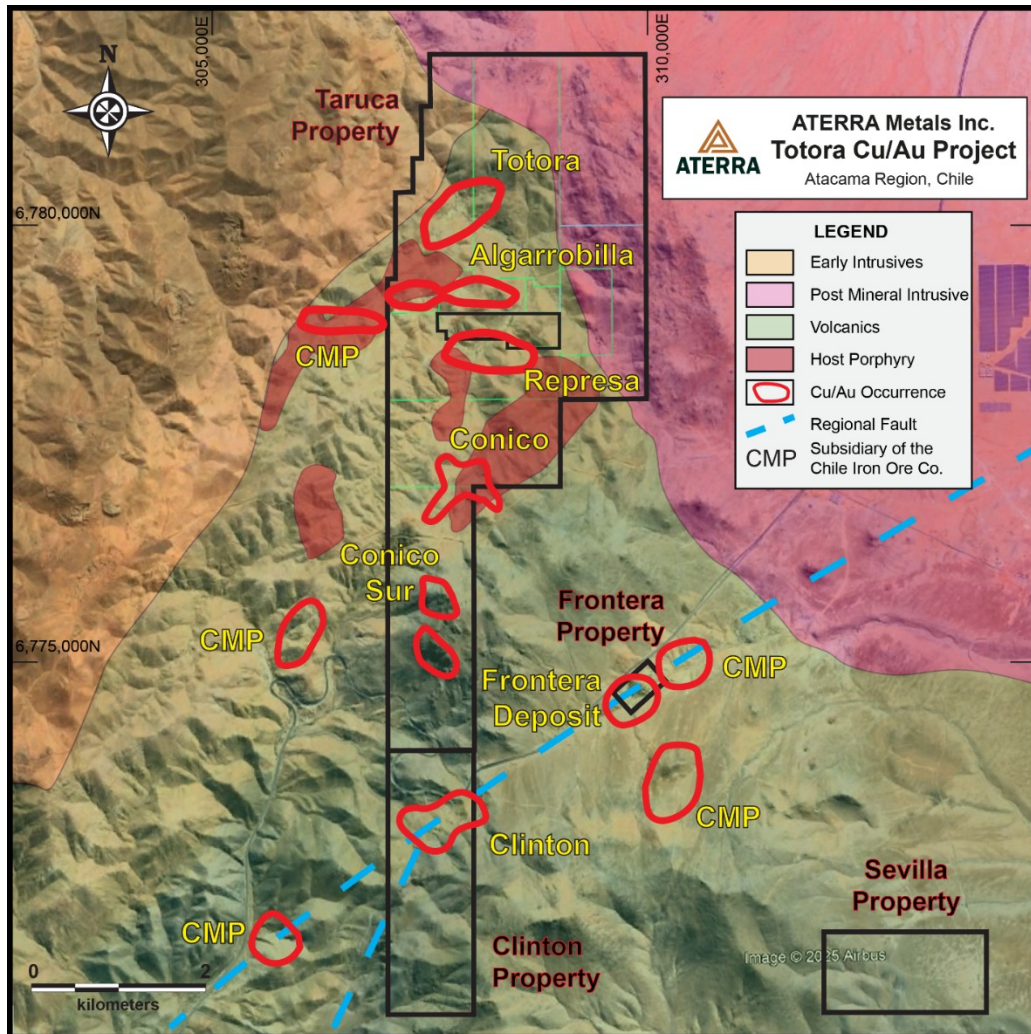 N
305,000E
310,000E
Taruca
Property
ATERRA
ATERRA Metals Inc.
Totora Cu/Au Project
Atacama Region, Chile
Totora
6,780,000N
LEGEND
Early Intrusives
Post Mineral Intrusive
Volcanics
Host Porphyry
Cu/Au Occurrence
Regional Fault
CMP
Subsidiary of the
Chile Iron Ore Co.
Algarrobilla
CMP
Represa
Conico
Conico
Sur
Frontera
Property
CMP
6,775,000N
CMP
Frontera
Deposit
CMP
Clinton
Sevilla
Property
CMP
Clinton
Property
Image © 2025 Airbus
0 2
kilometers